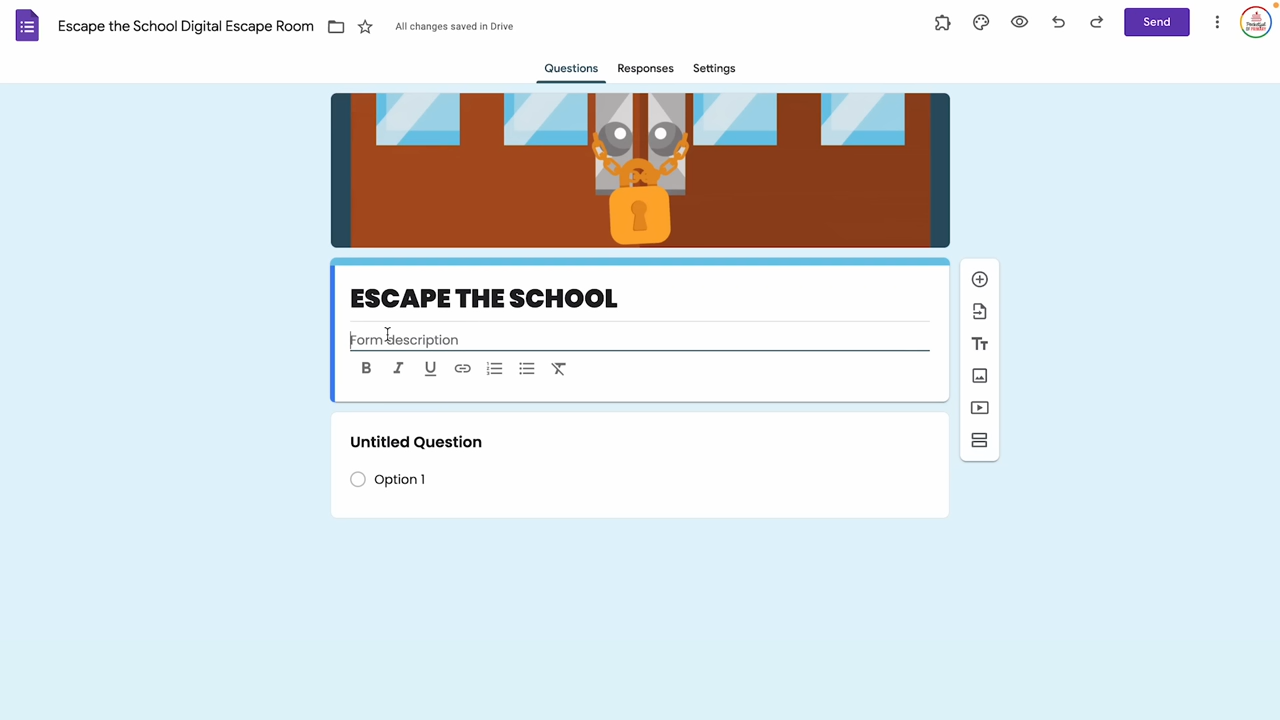 Escape the School Digital Escape Room
All changes saved in Drive
Send
Questions
Responses
Settings
ESCAPE THE SCHOOL
Form description
B I U
Tt
Untitled Question
Option 1